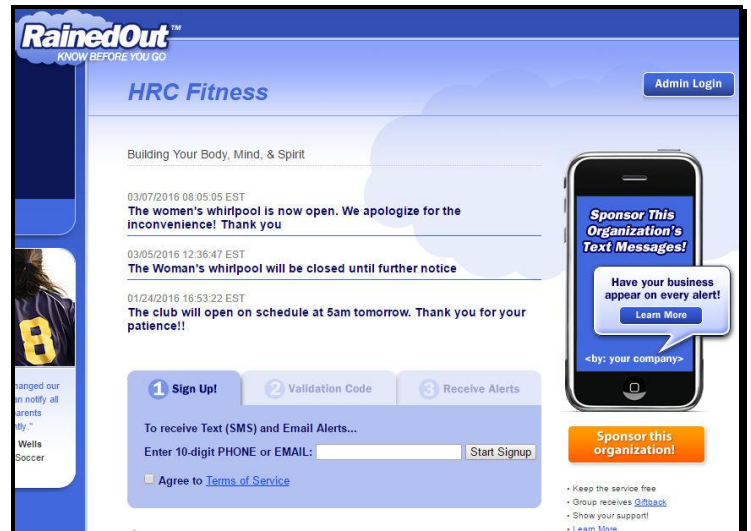 RainedOut™
KNOW BEFORE YOU GO
HRC Fitness
Admin Login
Building Your Body, Mind, & Spirit
03/07/2016 08:05:05 EST
The women's whirlpool is now open. We apologize for the
inconvenience! Thank you
03/05/2016 12:36:47 EST
The Woman's whirlpool will be closed until further notice
01/24/2016 16:53:22 EST
The club will open on schedule at 5am tomorrow. Thank you for your
patience!!
1 Sign Up!
2 Validation Code
3 Receive Alerts
To receive Text (SMS) and Email Alerts...
Enter 10-digit PHONE or EMAIL:
Start Signup
Agree to Terms of Service
8
hanged our
notify all
Wells
Soccer
Sponsor This
Organization's
Text Messages!
Have your business
appear on every alert!
Learn More
<by: your company>
Sponsor this
organization!
• Keep the service free
• Group receives Giftback
• Show your support!
• Learn More